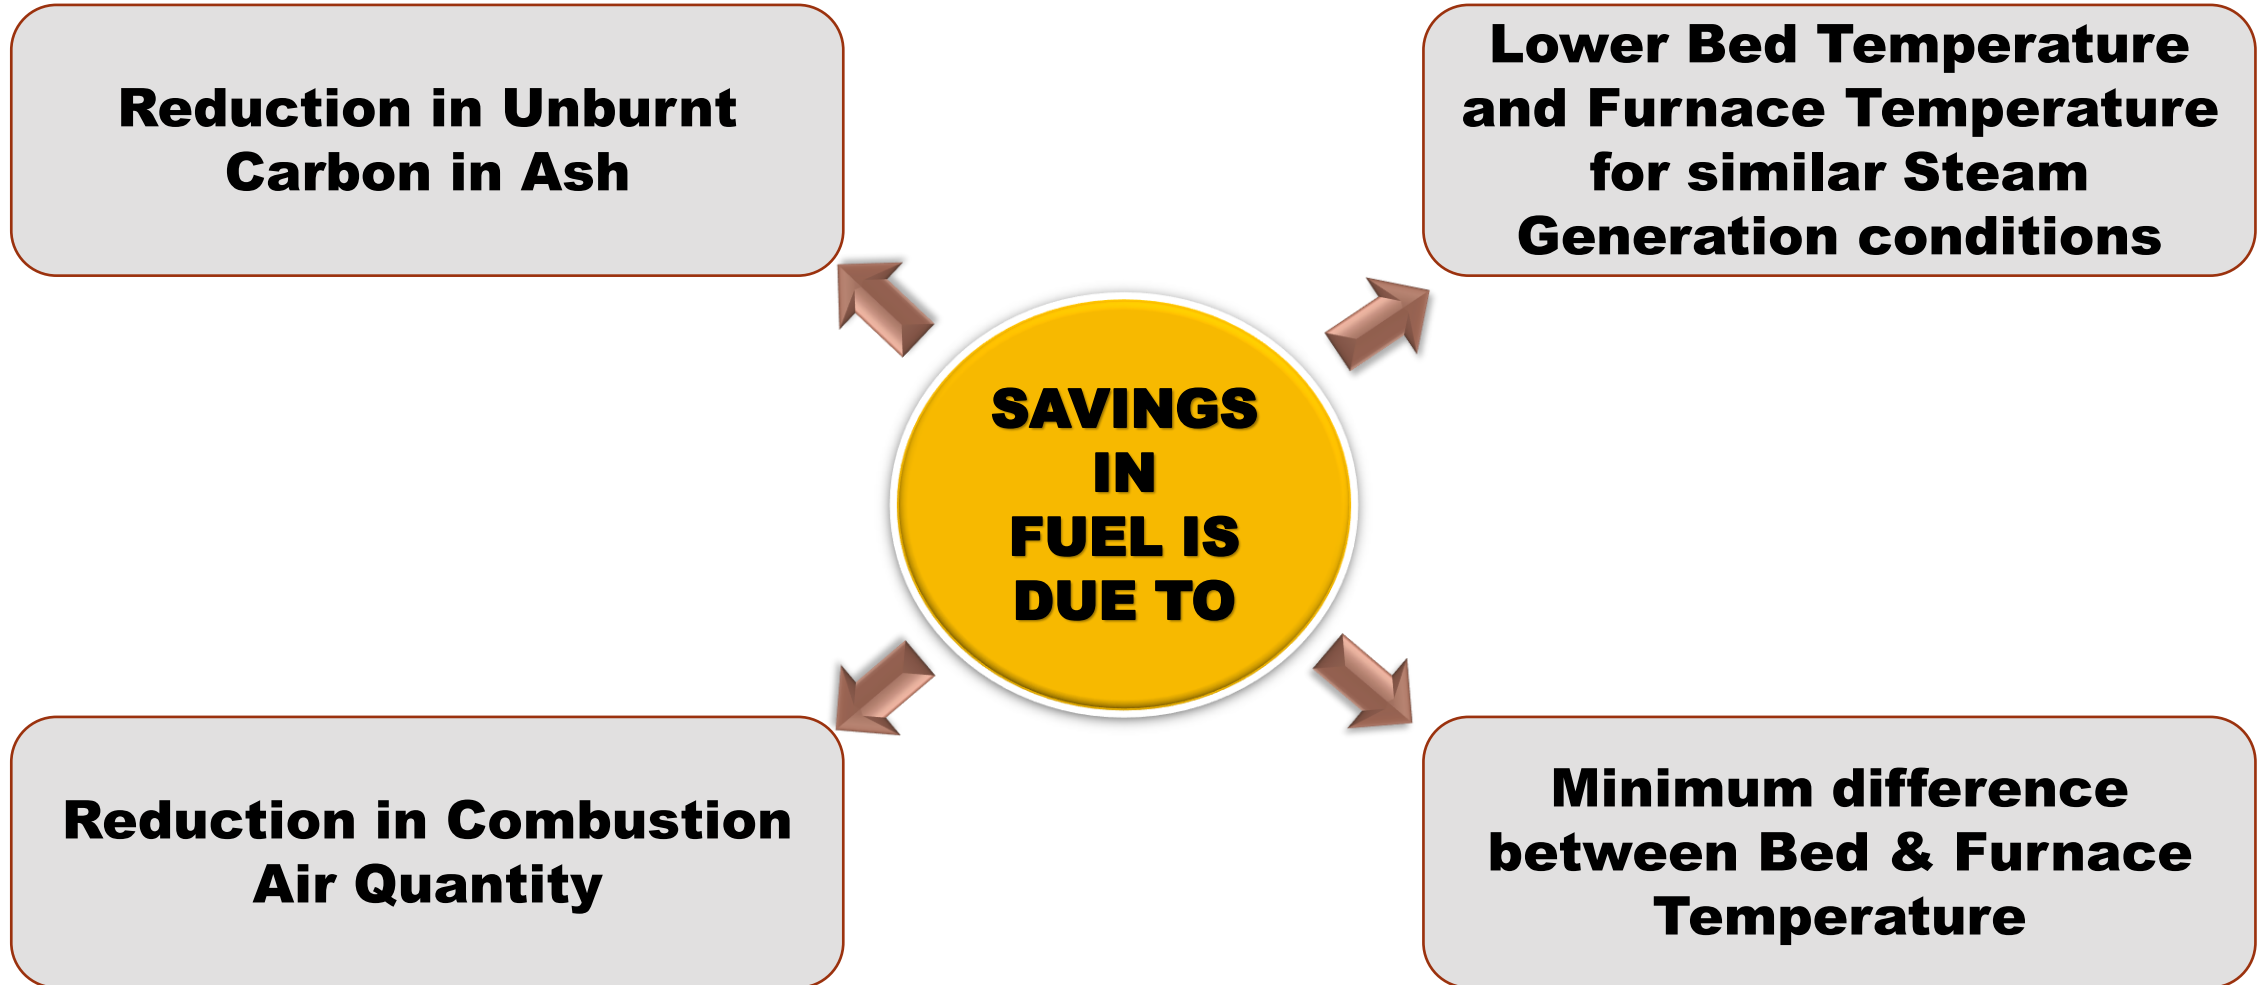 Reduction in Unburnt
Carbon in Ash
Lower Bed Temperature
and Furnace Temperature
for similar Steam
Generation conditions
SAVINGS
IN
FUEL IS
DUE TO
Reduction in Combustion
Air Quantity
Minimum difference
between Bed & Furnace
Temperature